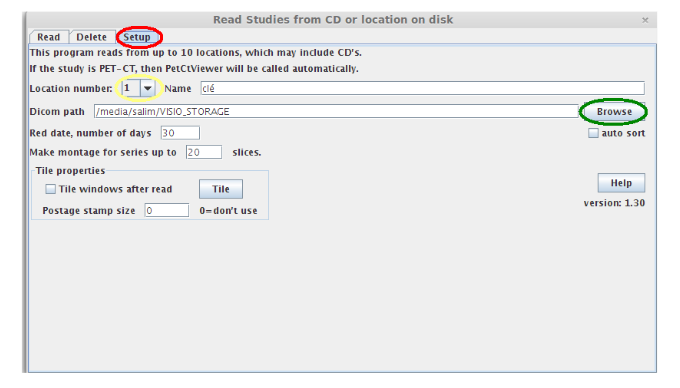 Read Studies from CD or location on disk
Read Delete Setup
This program reads from up to 10 locations, which may include CD's.
If the study is PET-CT, then PetCtViewer will be called automatically.
Location number: 1 Name clé
Dicom path /media/salim/VISIO_STORAGE Browse
Red date, number of days 30 auto sort
Make montage for series up to 20 slices.
Tile properties
Tile windows after read Tile Help
Postage stamp size 0 0=don't use version: 1.30